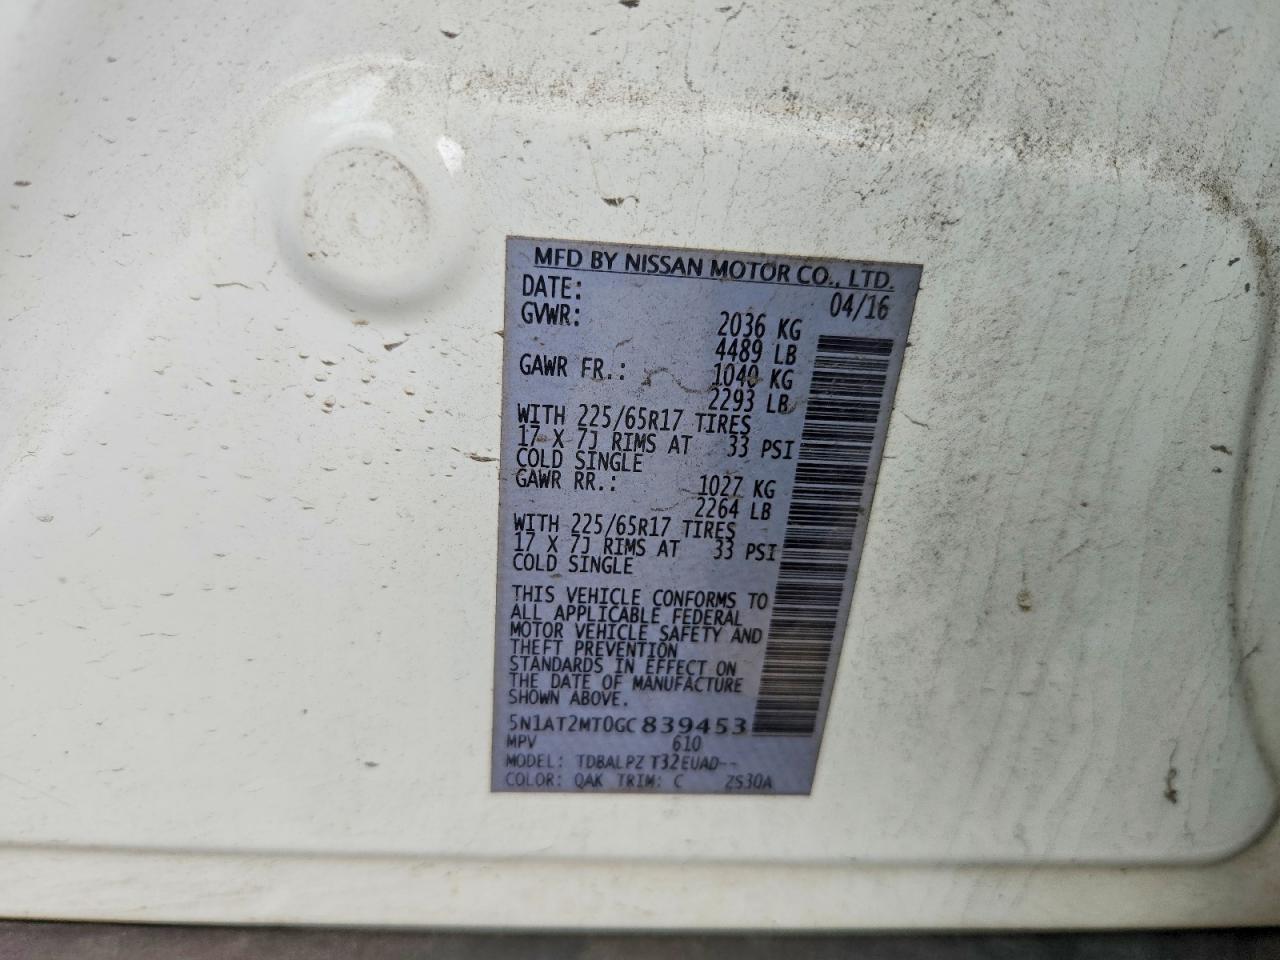 MFD BY NISSAN MOTOR CO., LTD.
DATE: 04/16
GVWR: 2036 KG
4489 LB
GAWR FR.: 1040 KG
2293 LB
WITH 225/65R17 TIRES
17 X 7J RIMS AT 33 PSI
COLD SINGLE
GAWR RR.: 1027 KG
2264 LB
WITH 225/65R17 TIRES
17 X 7J RIMS AT 33 PSI
COLD SINGLE
THIS VEHICLE CONFORMS TO
ALL APPLICABLE FEDERAL
MOTOR VEHICLE SAFETY AND
THEFT PREVENTION
STANDARDS IN EFFECT ON
THE DATE OF MANUFACTURE
SHOWN ABOVE.
5N1AT2MT0GC839453
MPV 610
MODEL: TDBALPZ T32EUAD--
COLOR: QAK TRIM: C ZS30A